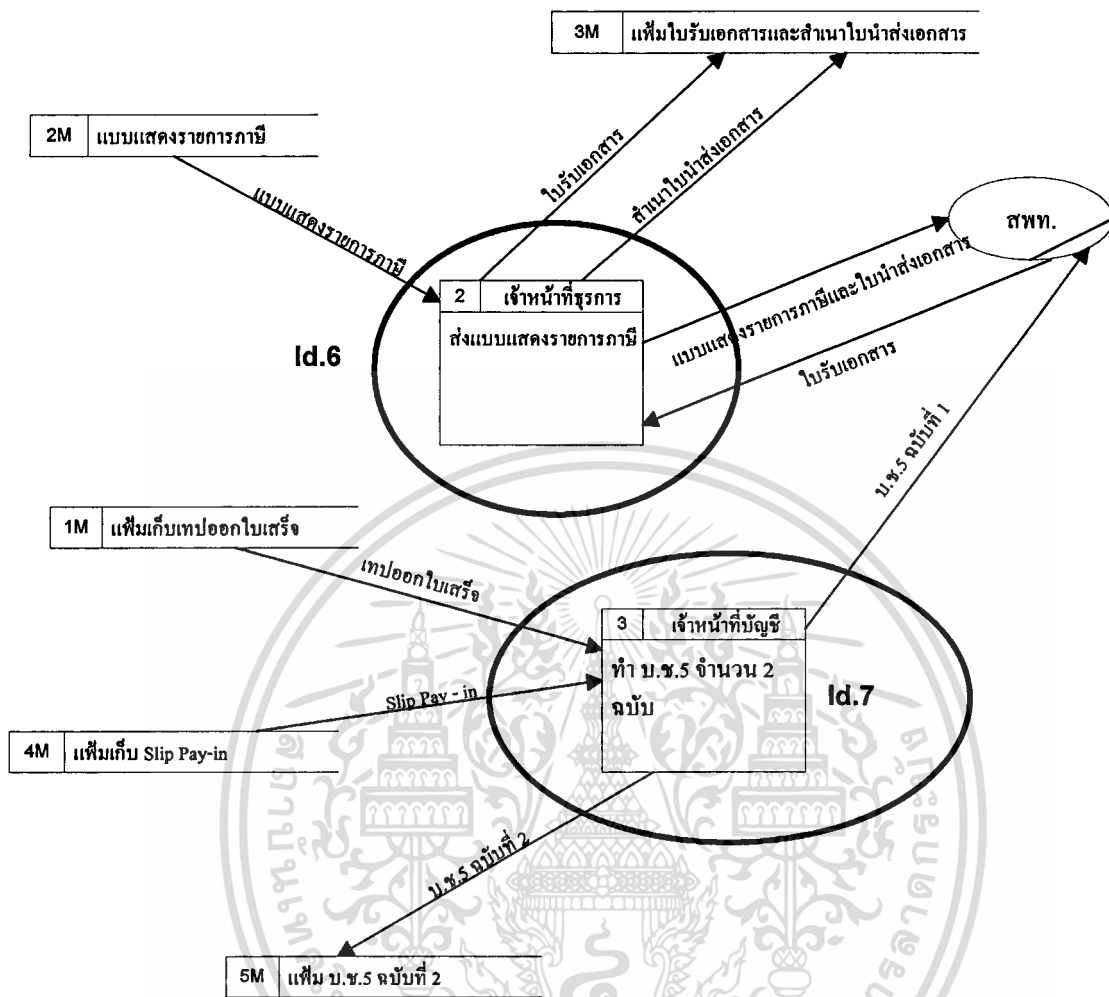 3M แฟ้มใบรับเอกสารและสำเนาใบนำส่งเอกสาร
2M แบบแสดงรายการภาษี
ใบรับเอกสาร
สำเนาใบนำส่งเอกสาร
แบบแสดงรายการภาษี
สพท.
2 เจ้าหน้าที่ธุรการ
ส่งแบบแสดงรายการภาษี
แบบแสดงรายการภาษีและใบนำส่งเอกสาร
Id.6
ใบรับเอกสาร
บ.ช.5 ฉบับที่ 1
1M แฟ้มเก็บเทปออกใบเสร็จ
เทปออกใบเสร็จ
3 เจ้าหน้าที่บัญชี
ทำ บ.ช.5 จำนวน 2
ฉบับ
Id.7
Slip Pay - in
4M แฟ้มเก็บ Slip Pay-in
บ.ช.5 ฉบับที่ 2
5M แฟ้ม บ.ช.5 ฉบับที่ 2